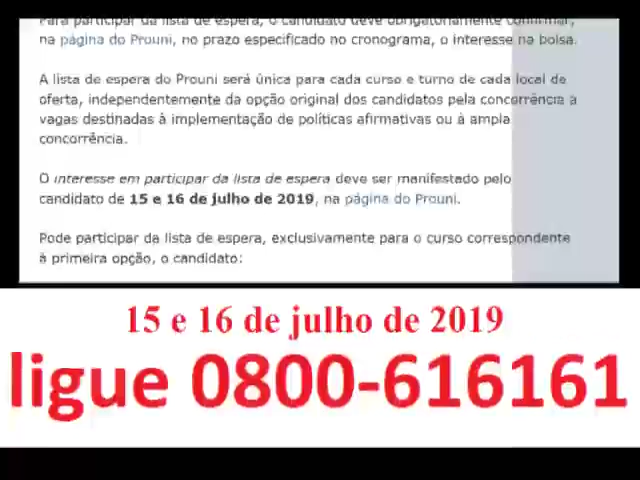 Para participar da lista de espera, o candidato deve obrigatoriamente confirmar,
na página do Prouni, no prazo especificado no cronograma, o interesse na bolsa.
A lista de espera do Prouni será única para cada curso e turno de cada local de
oferta, independentemente da opção original dos candidatos pela concorrência a
vagas destinadas à implementação de políticas afirmativas ou à ampla
concorrência.
O interesse em participar da lista de espera deve ser manifestado pelo
candidato de 15 e 16 de julho de 2019, na página do Prouni.
Pode participar da lista de espera, exclusivamente para o curso correspondente
à primeira opção, o candidato:
15 e 16 de julho de 2019
ligue 0800-616161